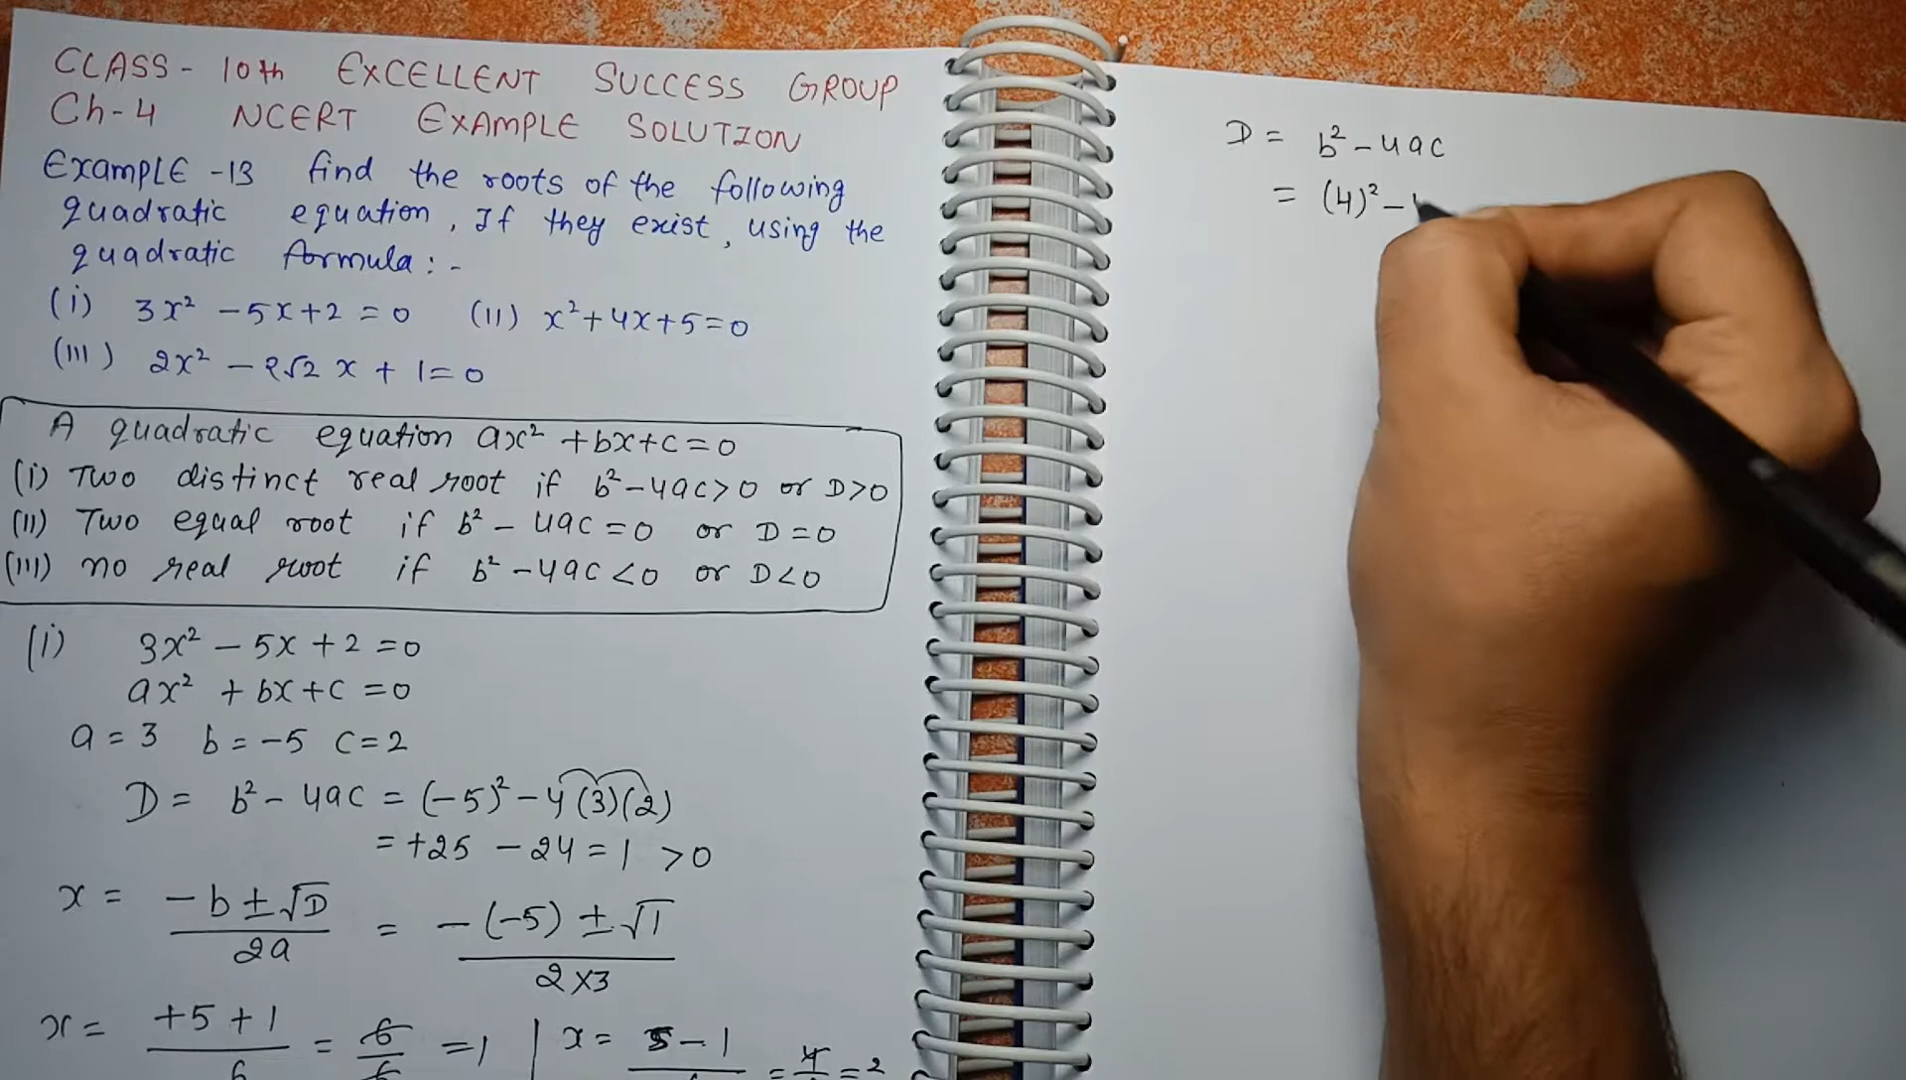 CLASS - 10th EXCELLENT SUCCESS GROUP
Ch-4 NCERT EXAMPLE SOLUTION
ExamplE -13 find the roots of the following
quadratic equation, If they exist, using the
quadratic formula:-
(i) 3x² - 5x + 2 = 0 (ii) x² + 4x + 5 = 0
(iii) 2x² - 2√2 x + 1 = 0
A quadratic equation ax² + bx + c = 0
(i) Two distinct real root if b² - 4ac > 0 or D > 0
(ii) Two equal root if b² - 4ac = 0 or D = 0
(iii) no real root if b² - 4ac < 0 or D < 0
(i) 3x² - 5x + 2 = 0
ax² + bx + c = 0
a = 3 b = -5 c = 2
D = b² - 4ac = (-5)² - 4(3)(2)
= +25 - 24 = 1 > 0
x = -b ± √D / 2a = -(-5) ± √1 / 2×3
x = +5 + 1 / 6 = 6/6 = 1 | x = 5 - 1 = 4 = 2
D = b² - 4ac
= (4)² -